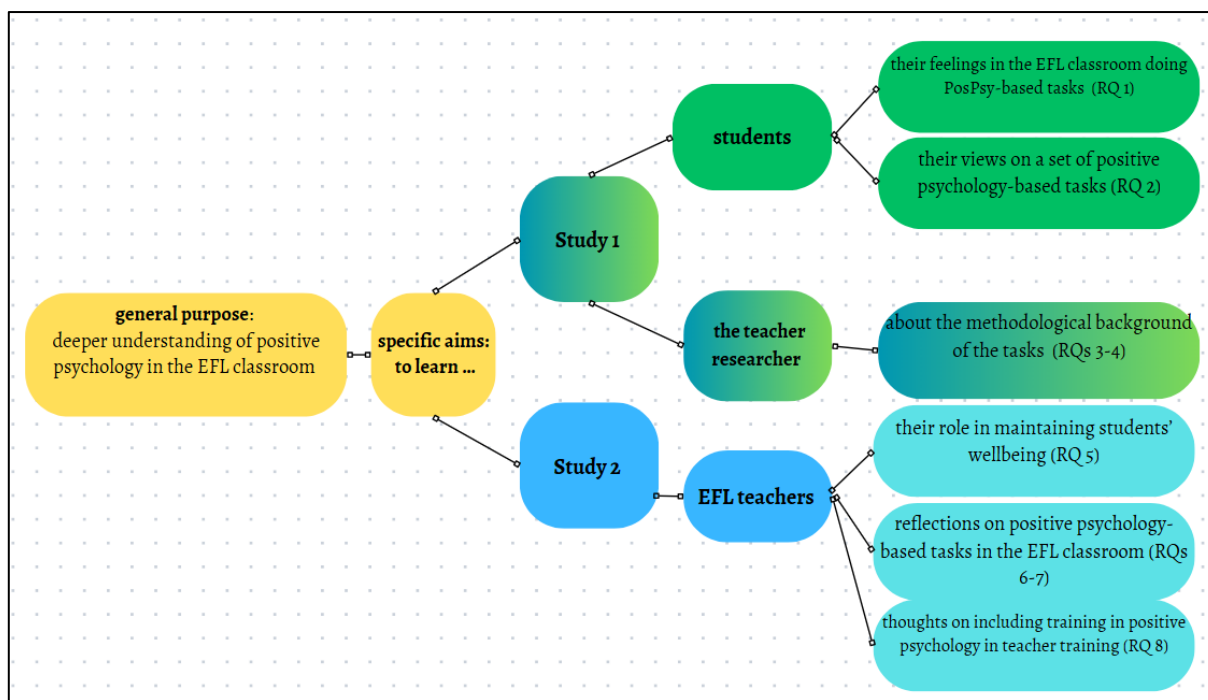 general purpose:
deeper understanding of positive
psychology in the EFL classroom
specific aims:
to learn ...
Study 1
students
their feelings in the EFL classroom doing
PosPsy-based tasks (RQ 1)
their views on a set of positive
psychology-based tasks (RQ 2)
the teacher
researcher
about the methodological background
of the tasks (RQs 3-4)
Study 2
EFL teachers
their role in maintaining students'
wellbeing (RQ 5)
reflections on positive psychology-
based tasks in the EFL classroom (RQs
6-7)
thoughts on including training in positive
psychology in teacher training (RQ 8)